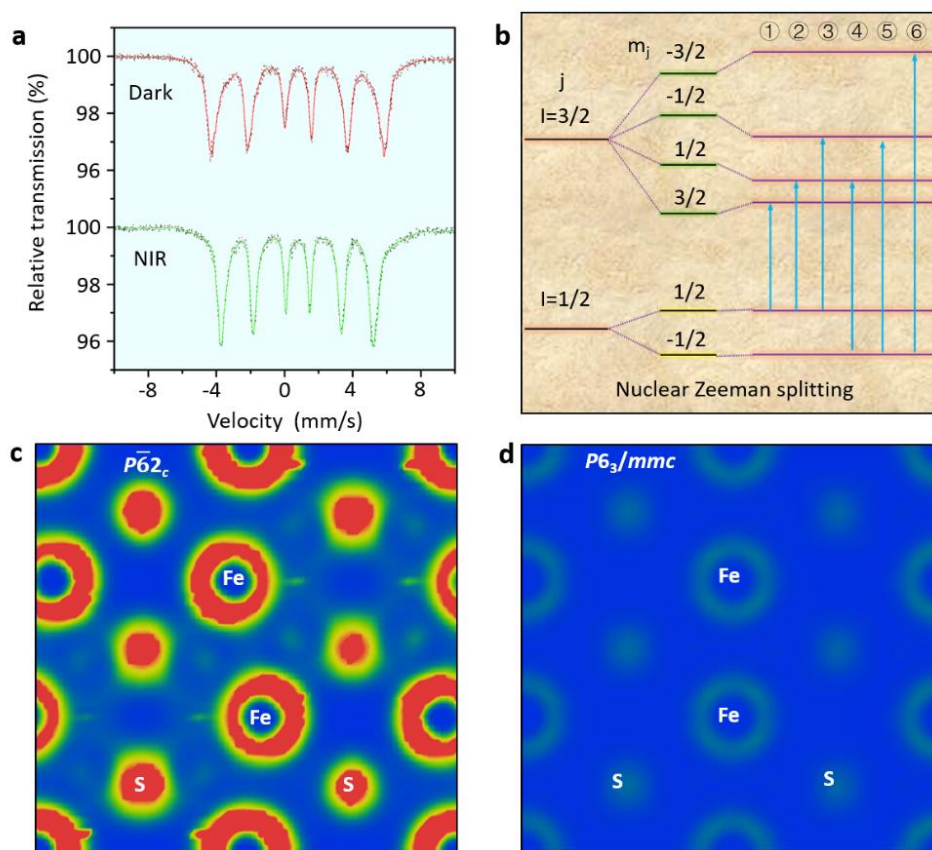 a
Relative transmission (%)
100
98
96
100
98
96
Dark
NIR
-8 -4 0 4 8
Velocity (mm/s)
b
① ② ③ ④ ⑤ ⑥
mj
-3/2
j
-1/2
I=3/2
1/2
3/2
I=1/2
1/2
-1/2
Nuclear Zeeman splitting
c
P6̅2c
Fe
Fe
S
S
d
P63/mmc
Fe
Fe
S
S